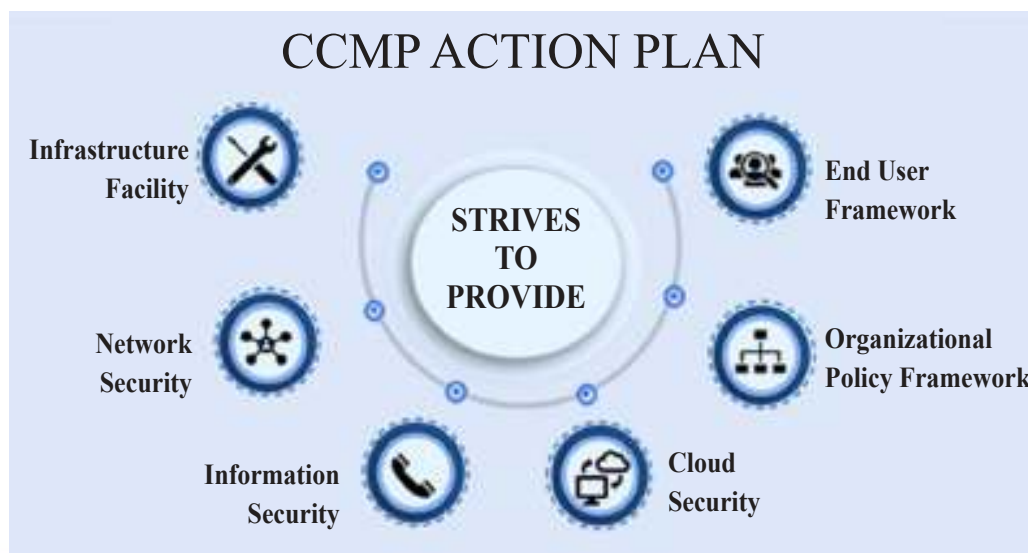 CCMP ACTION PLAN
Infrastructure
Facility
End User
Framework
STRIVES
TO
PROVIDE
Network
Security
Organizational
Policy Framework
Information
Security
Cloud
Security